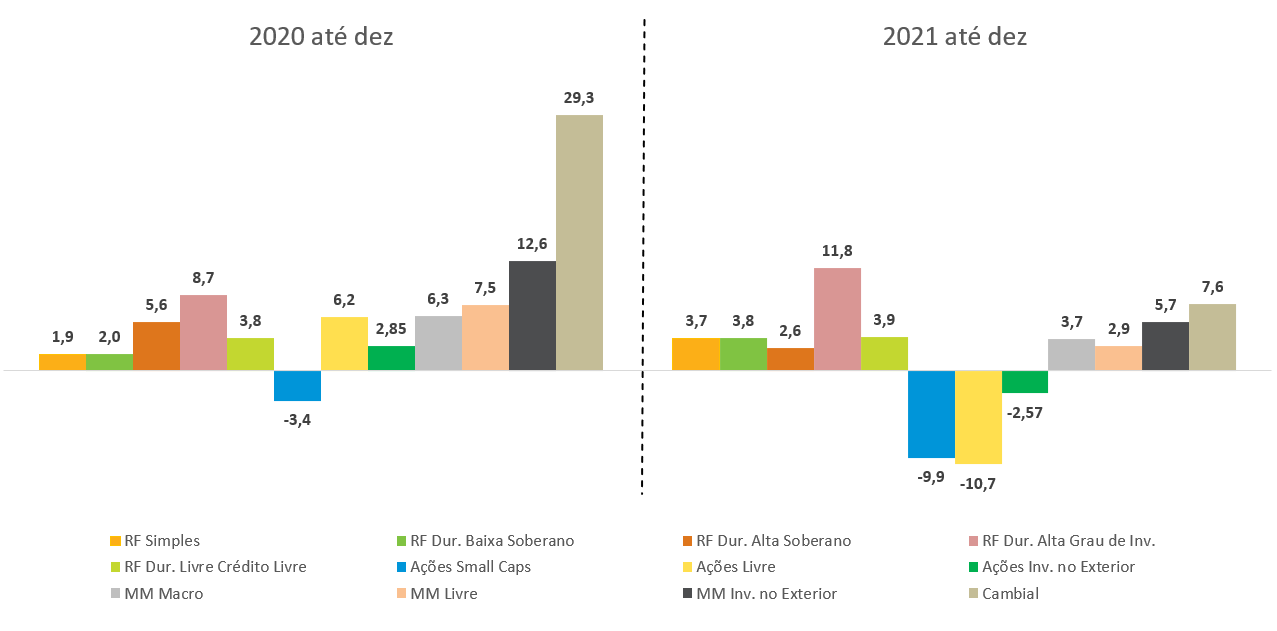 2020 até dez
2021 até dez
1,9
2,0
5,6
8,7
3,8
-3,4
6,2
2,85
6,3
7,5
12,6
29,3
3,7
3,8
2,6
11,8
3,9
-9,9
-10,7
-2,57
3,7
2,9
5,7
7,6
RF Simples
RF Dur. Baixa Soberano
RF Dur. Alta Soberano
RF Dur. Alta Grau de Inv.
RF Dur. Livre Crédito Livre
Ações Small Caps
Ações Livre
Ações Inv. no Exterior
MM Macro
MM Livre
MM Inv. no Exterior
Cambial